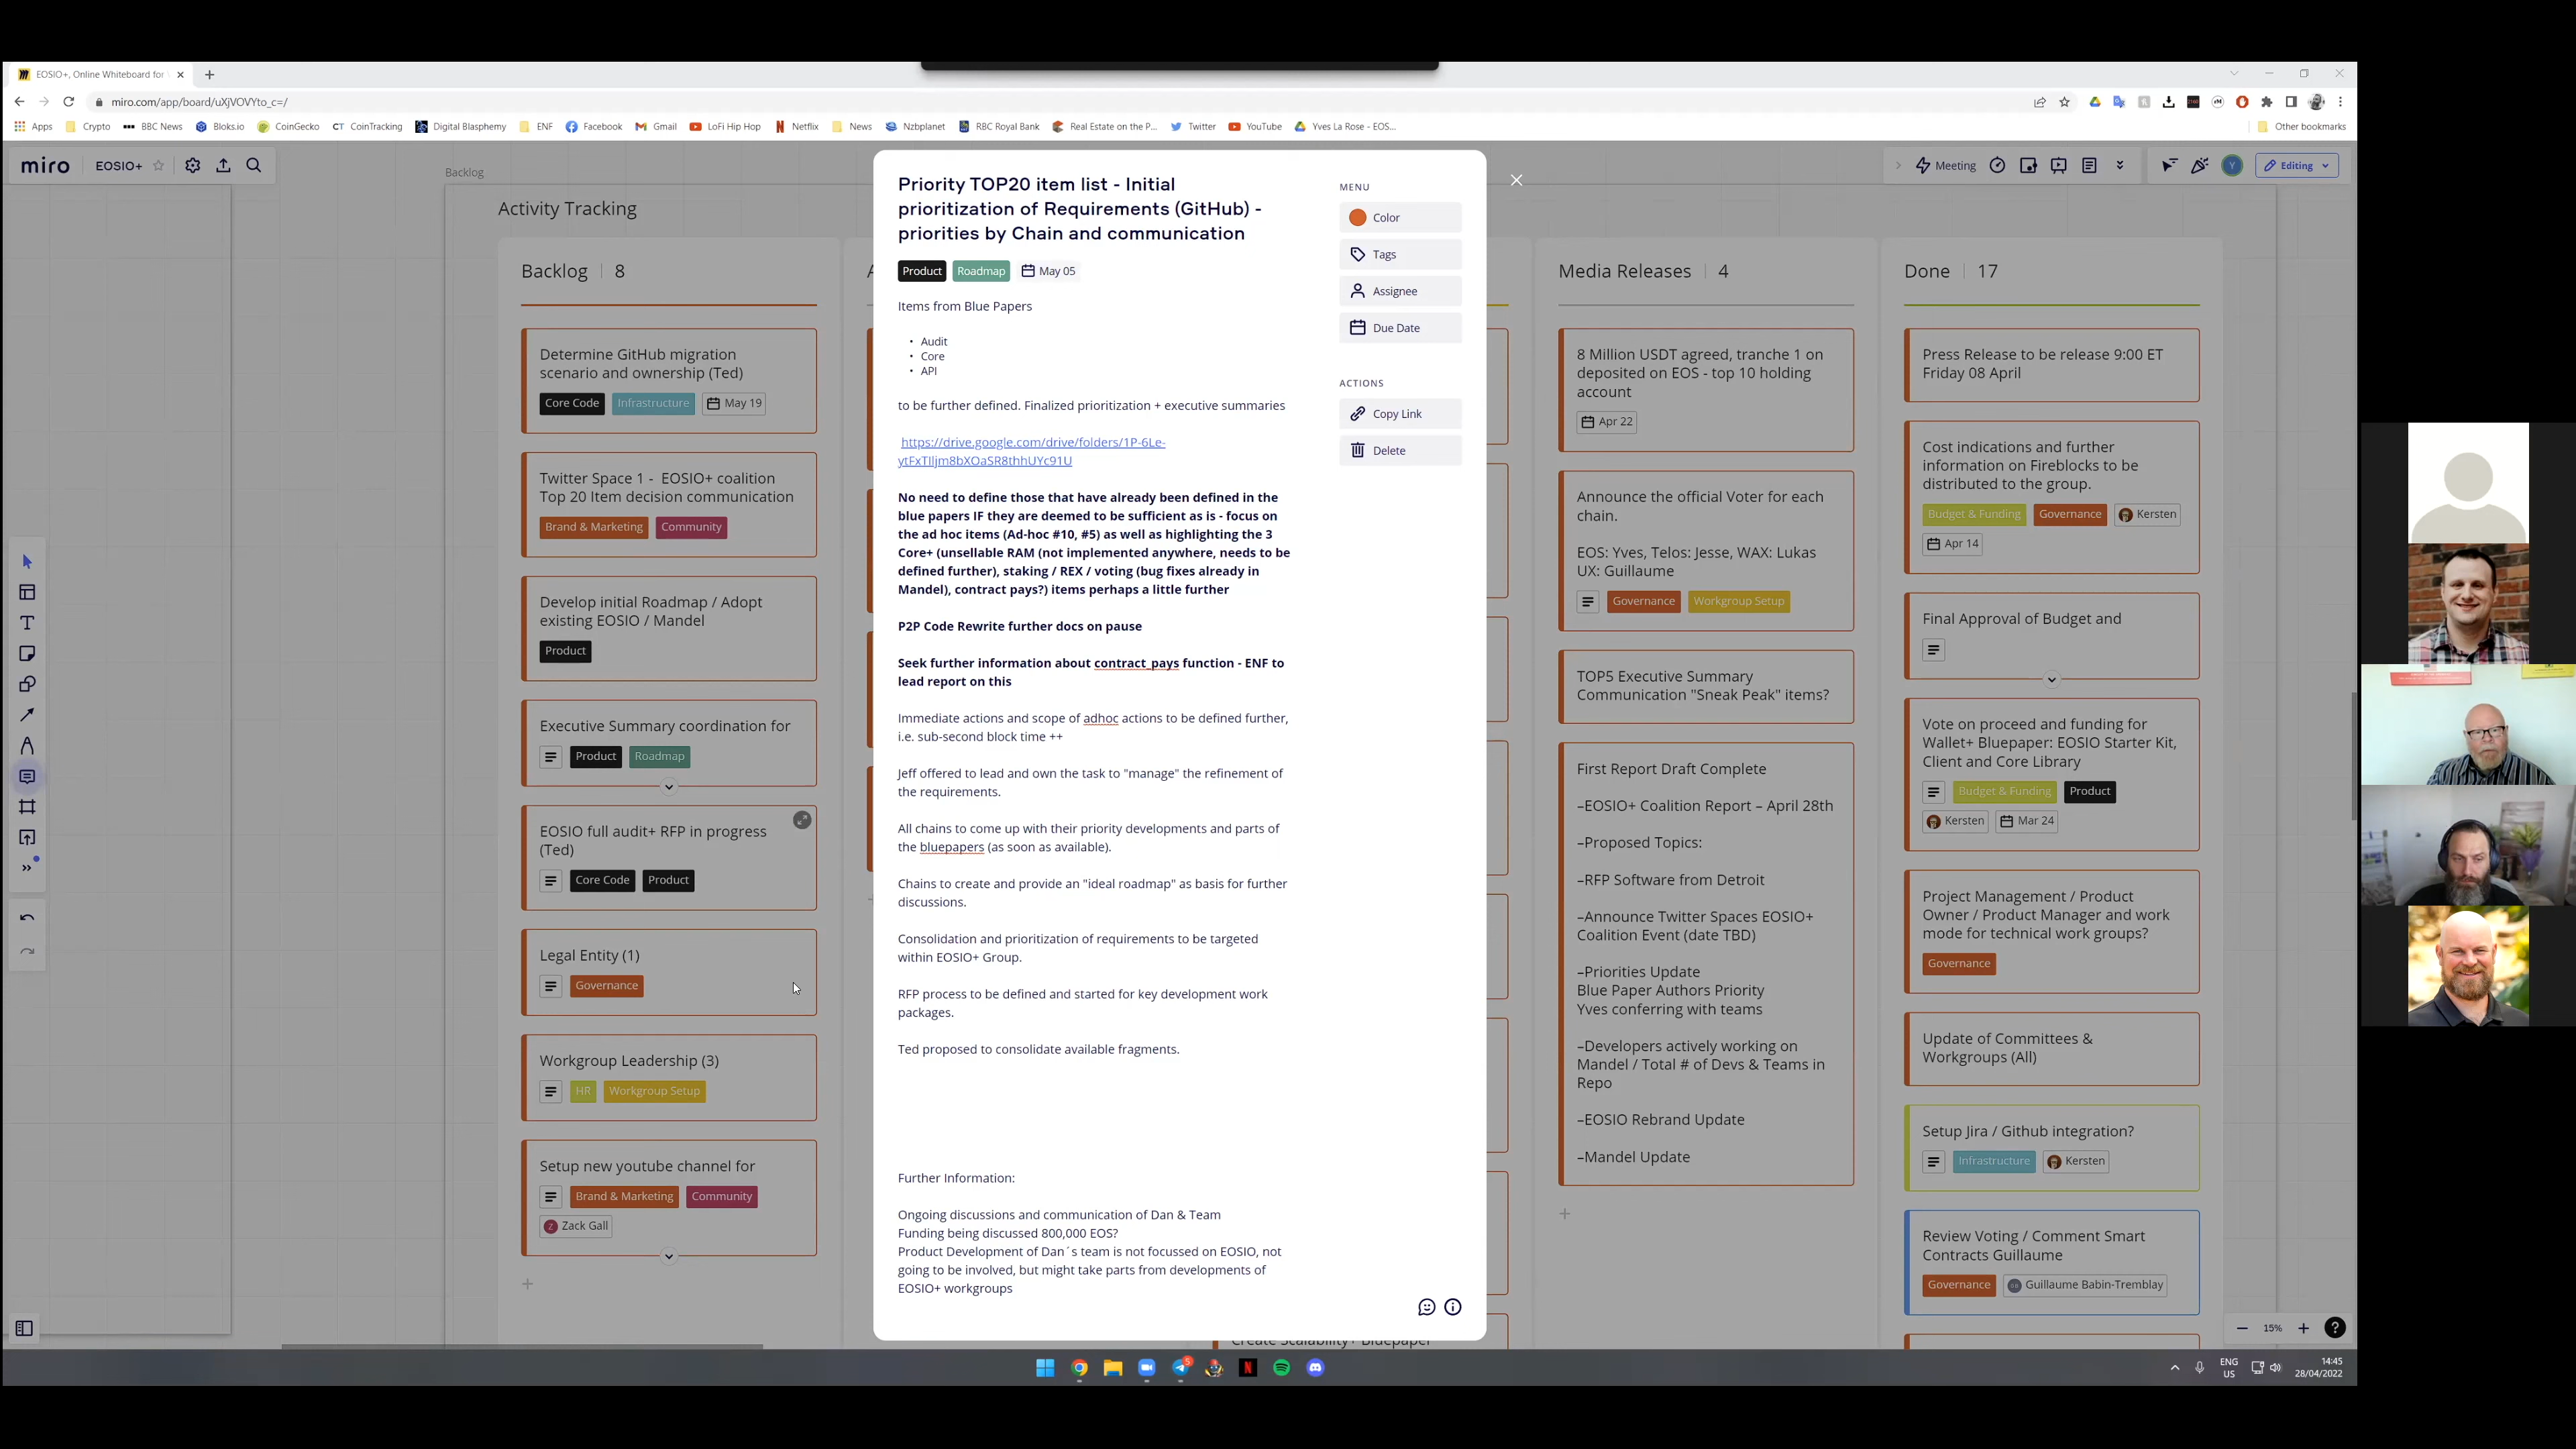 EOSIO+, Online Whiteboard for
miro.com/app/board/uXjVOVYto_c=/
Apps Crypto BBC News Bloks.io CoinGecko CT CoinTracking Digital Blasphemy ENF Facebook Gmail LoFi Hip Hop Netflix News Nzbplanet RBC Royal Bank Real Estate on the P... Twitter YouTube Yves La Rose - EOS... Other bookmarks
miro EOSIO+
Meeting
Editing
Backlog
Activity Tracking
Backlog 8
Determine GitHub migration
scenario and ownership (Ted)
Core Code Infrastructure May 19
Twitter Space 1 - EOSIO+ coalition
Top 20 Item decision communication
Brand & Marketing Community
Develop initial Roadmap / Adopt
existing EOSIO / Mandel
Product
Executive Summary coordination for
Product Roadmap
EOSIO full audit+ RFP in progress
(Ted)
Core Code Product
Legal Entity (1)
Governance
Workgroup Leadership (3)
HR Workgroup Setup
Setup new youtube channel for
Brand & Marketing Community
Z Zack Gall
Priority TOP20 item list - Initial
prioritization of Requirements (GitHub) -
priorities by Chain and communication
Product Roadmap May 05
Items from Blue Papers
• Audit
• Core
• API
to be further defined. Finalized prioritization + executive summaries
https://drive.google.com/drive/folders/1P-6Le-
ytFxTIljm8bXOaSR8thhUYc91U
No need to define those that have already been defined in the
blue papers IF they are deemed to be sufficient as is - focus on
the ad hoc items (Ad-hoc #10, #5) as well as highlighting the 3
Core+ (unsellable RAM (not implemented anywhere, needs to be
defined further), staking / REX / voting (bug fixes already in
Mandel), contract pays?) items perhaps a little further
P2P Code Rewrite further docs on pause
Seek further information about contract_pays function - ENF to
lead report on this
Immediate actions and scope of adhoc actions to be defined further,
i.e. sub-second block time ++
Jeff offered to lead and own the task to "manage" the refinement of
the requirements.
All chains to come up with their priority developments and parts of
the bluepapers (as soon as available).
Chains to create and provide an "ideal roadmap" as basis for further
discussions.
Consolidation and prioritization of requirements to be targeted
within EOSIO+ Group.
RFP process to be defined and started for key development work
packages.
Ted proposed to consolidate available fragments.
Further Information:
Ongoing discussions and communication of Dan & Team
Funding being discussed 800,000 EOS?
Product Development of Dan´s team is not focussed on EOSIO, not
going to be involved, but might take parts from developments of
EOSIO+ workgroups
MENU
Color
Tags
Assignee
Due Date
ACTIONS
Copy Link
Delete
Create Scalability+ Bluepaper
Media Releases 4
8 Million USDT agreed, tranche 1 on
deposited on EOS - top 10 holding
account
Apr 22
Announce the official Voter for each
chain.
EOS: Yves, Telos: Jesse, WAX: Lukas
UX: Guillaume
Governance Workgroup Setup
TOP5 Executive Summary
Communication "Sneak Peak" items?
First Report Draft Complete
–EOSIO+ Coalition Report – April 28th
–Proposed Topics:
–RFP Software from Detroit
–Announce Twitter Spaces EOSIO+
Coalition Event (date TBD)
–Priorities Update
Blue Paper Authors Priority
Yves conferring with teams
–Developers actively working on
Mandel / Total # of Devs & Teams in
Repo
–EOSIO Rebrand Update
–Mandel Update
Done 17
Press Release to be release 9:00 ET
Friday 08 April
Cost indications and further
information on Fireblocks to be
distributed to the group.
Budget & Funding Governance Kersten
Apr 14
Final Approval of Budget and
Vote on proceed and funding for
Wallet+ Bluepaper: EOSIO Starter Kit,
Client and Core Library
Budget & Funding Product
Kersten Mar 24
Project Management / Product
Owner / Product Manager and work
mode for technical work groups?
Governance
Update of Committees &
Workgroups (All)
Setup Jira / Github integration?
Infrastructure Kersten
Review Voting / Comment Smart
Contracts Guillaume
Governance Guillaume Babin-Tremblay
15%
ENG
US
14:45
28/04/2022